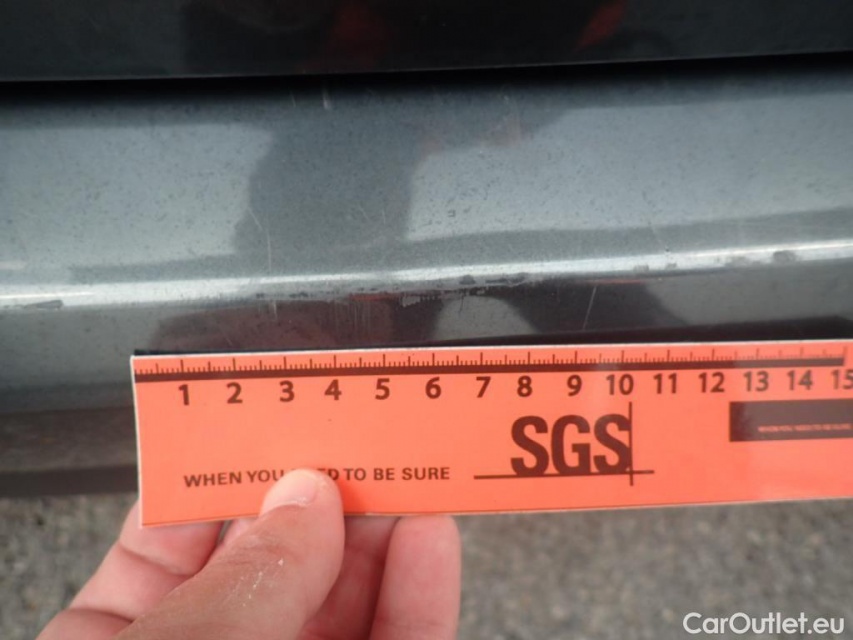 1 2 3 4 5 6 7 8 9 10 11 12 13 14 15
SGS
WHEN YOU TO BE SURE
CarOutlet.eu